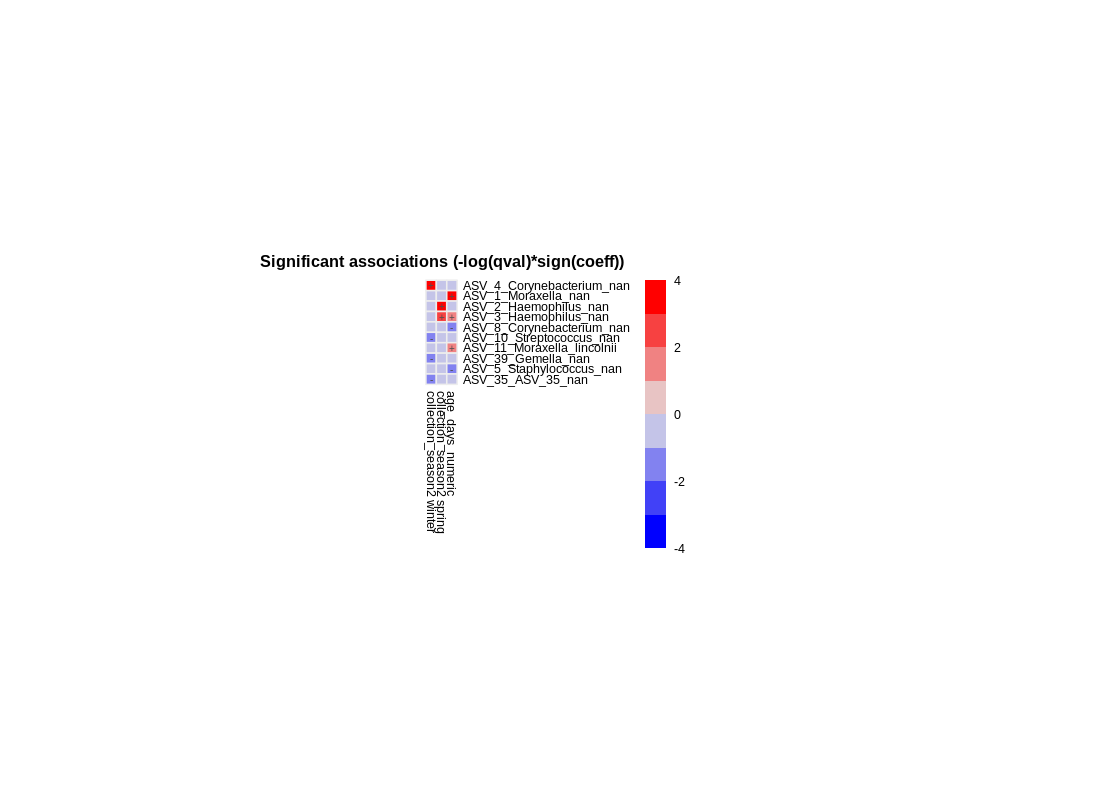 Significant associations (-log(qval)*sign(coeff))
ASV_4_Corynebacterium_nan
ASV_1_Moraxella_nan
ASV_2_Haemophilus_nan
+ + ASV_3_Haemophilus_nan
- ASV_8_Corynebacterium_nan
- ASV_10_Streptococcus_nan
+ ASV_11_Moraxella_lincolnii
- ASV_39_Gemella_nan
- ASV_5_Staphylococcus_nan
- ASV_35_ASV_35_nan
collection_season2 winter
collection_season2 spring
age_days_numeric
4
2
0
-2
-4